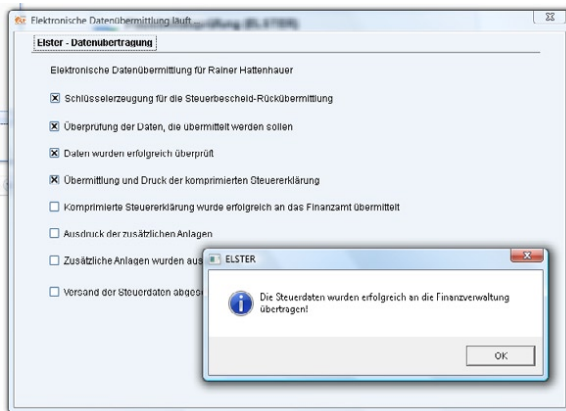 Elektronische Datenübermittlung läuft...
Elster - Datenübertragung
Elektronische Datenübermittlung für Rainer Hattenhauer
Schlüsselerzeugung für die Steuerbescheid-Rückübermittlung
Überprüfung der Daten, die übermittelt werden sollen
Daten wurden erfolgreich überprüft
Übermittlung und Druck der komprimierten Steuererklärung
Komprimierte Steuererklärung wurde erfolgreich an das Finanzamt übermittelt
Ausdruck der zusätzlichen Anlagen
Zusätzliche Anlagen wurden
Versand der Steuerdaten
ELSTER
Die Steuerdaten wurden erfolgreich an die Finanzverwaltung
übertragen!
OK